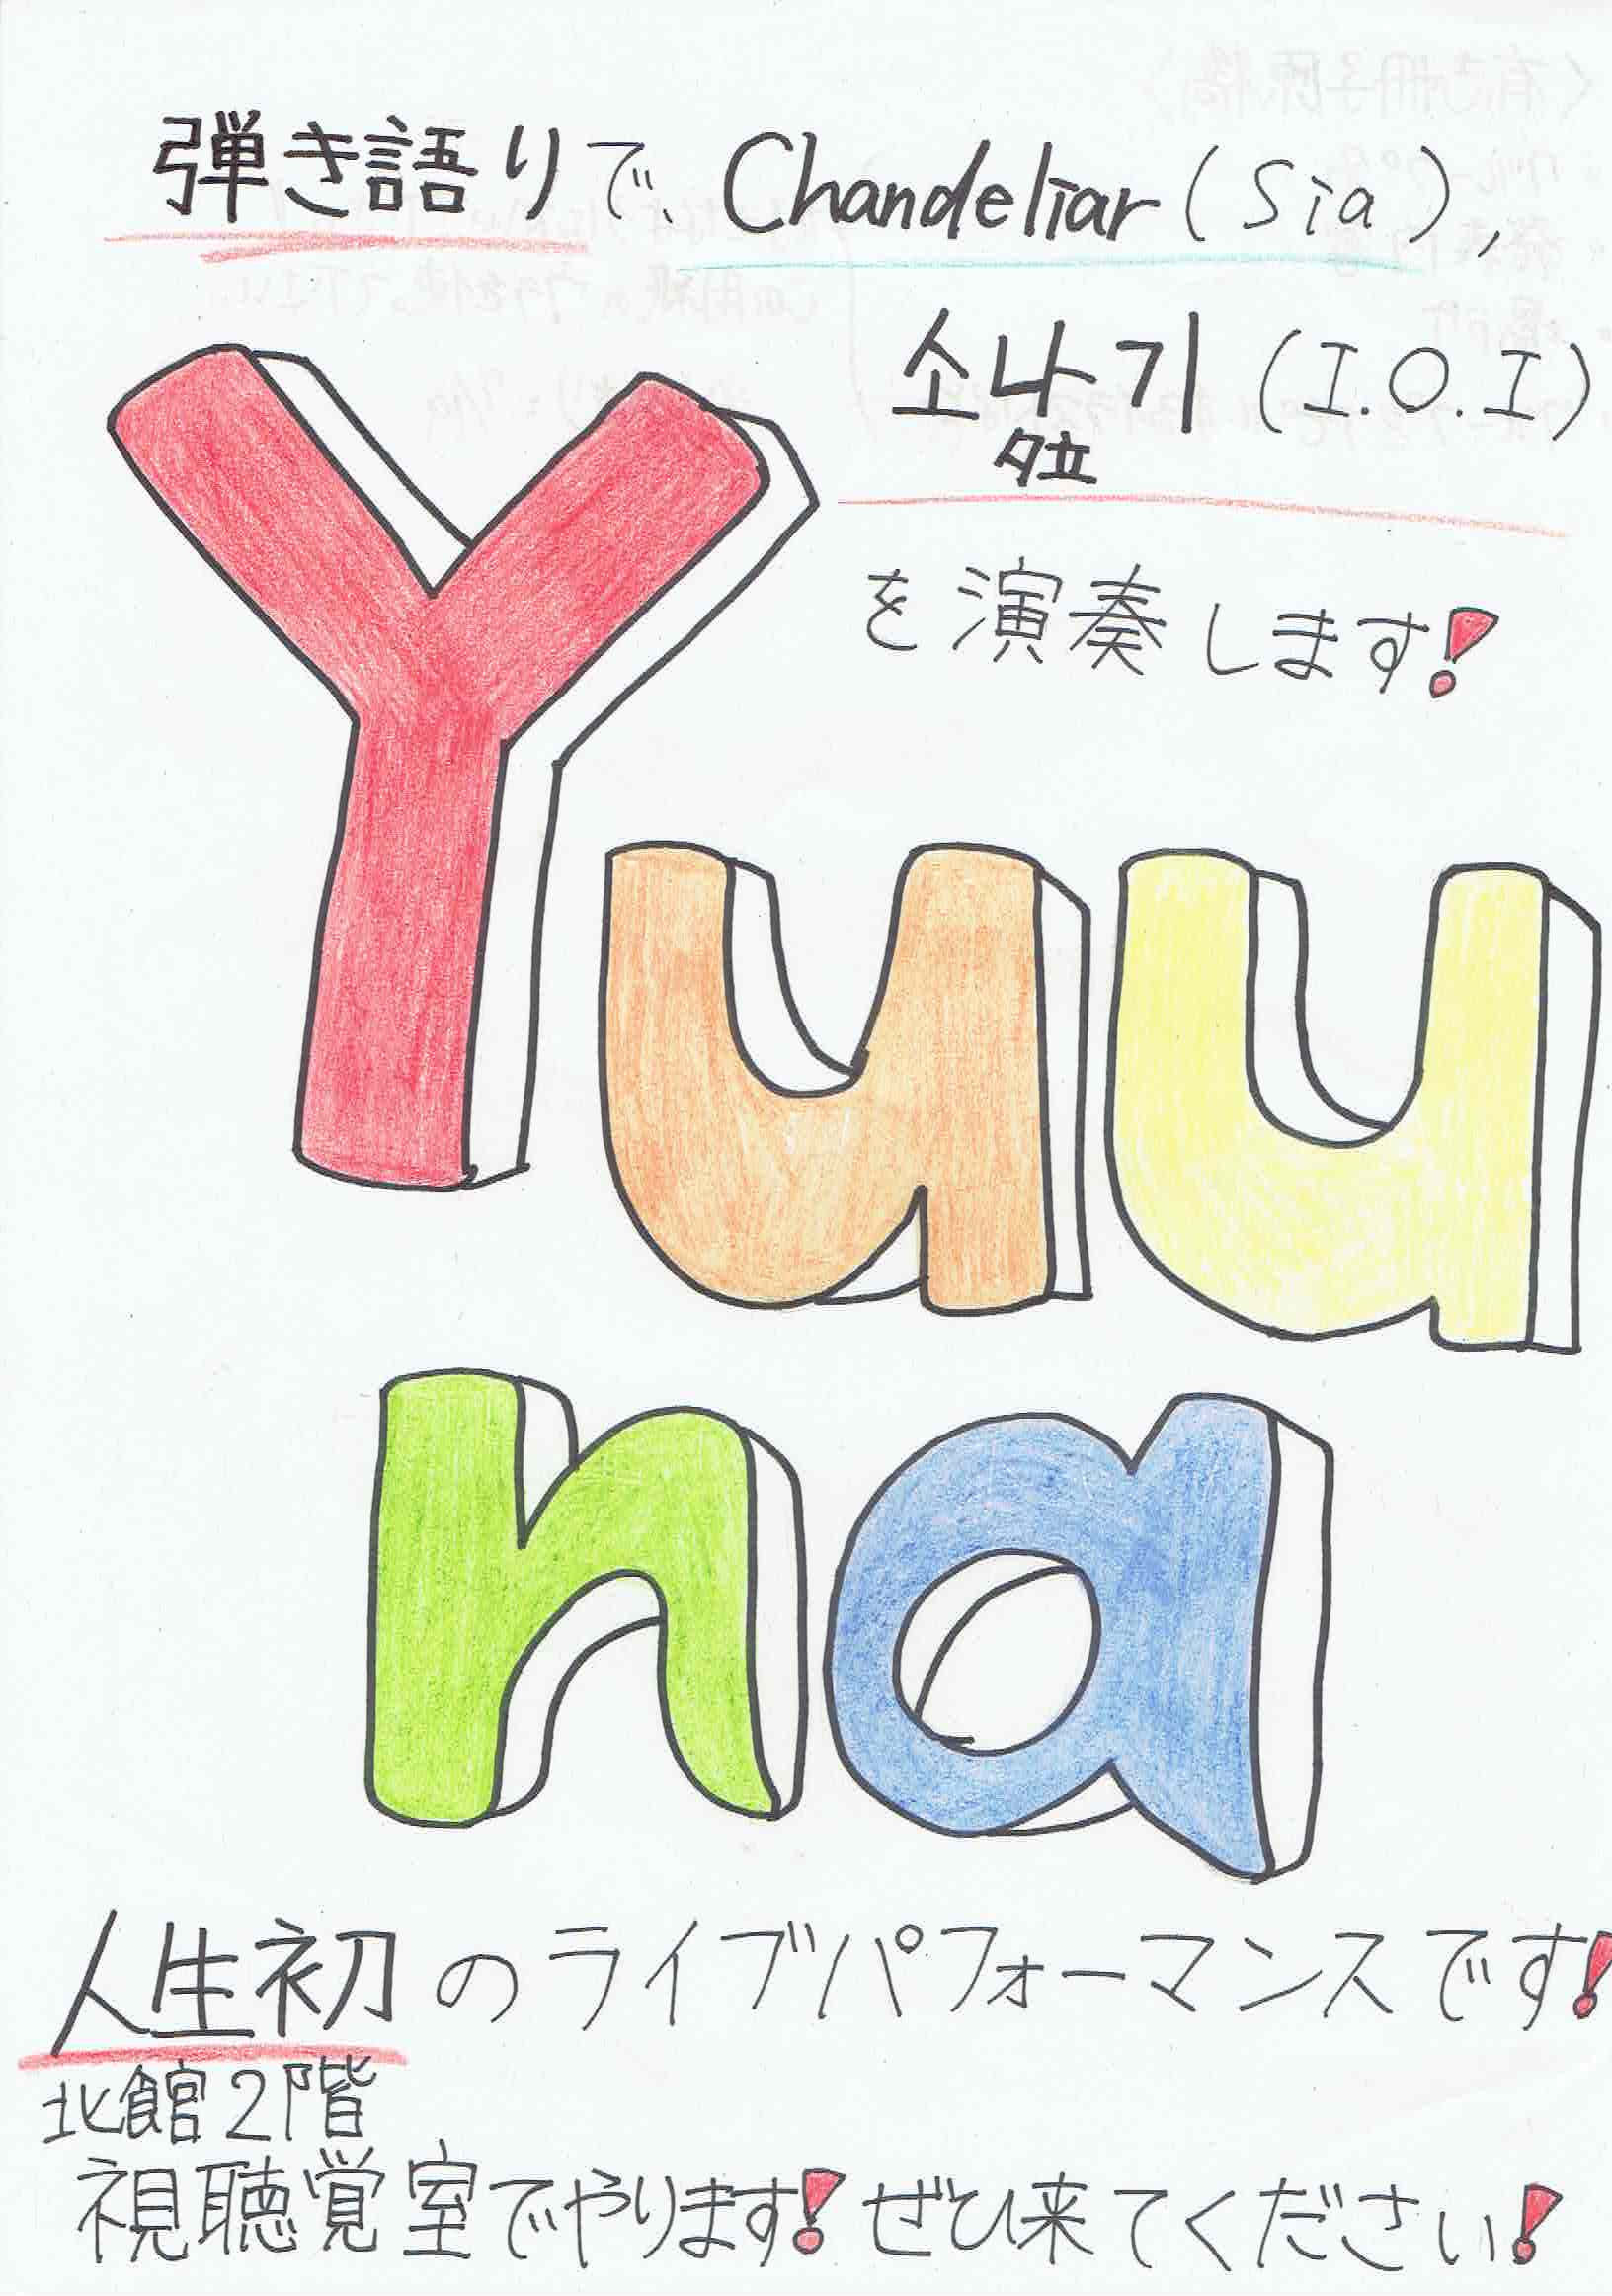 弾き語りで、Chandeliar(Sia),
소나기(I.O.I)
を演奏します!
Yuu
na
人生初のライブパフォーマンスです!
北館2階
視聴覚室でやります!ぜひ来てください!